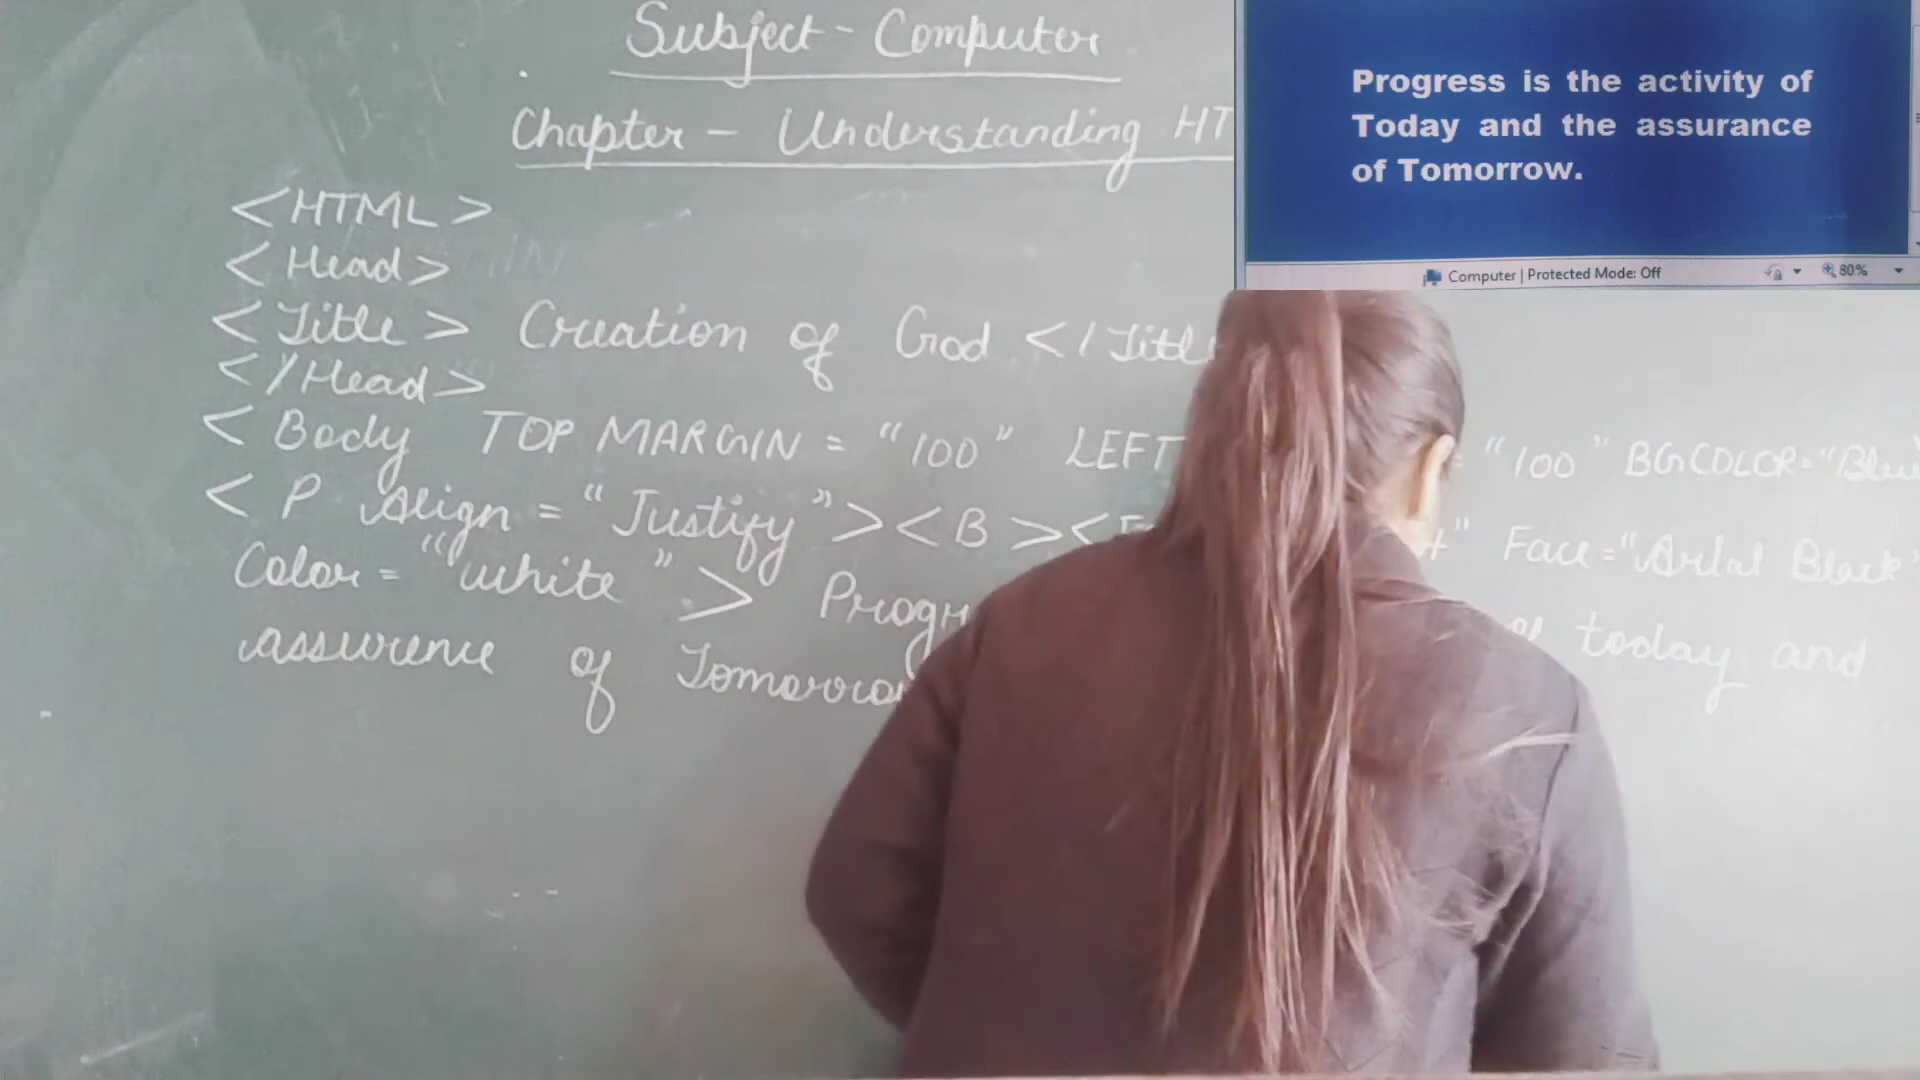 Subject - Computer
Chapter - Understanding HT
<HTML>
<Head>
<Title> Creation of God </Title
</Head>
<Body TOP MARGIN = "100" LEFT = "100" BGCOLOR="Blue"
<P Align = "Justify"><B>< " Face="Arial Black"
Color = "white"> today and
assurence of
Progress is the activity of
Today and the assurance
of Tomorrow.
Computer | Protected Mode: Off
80%